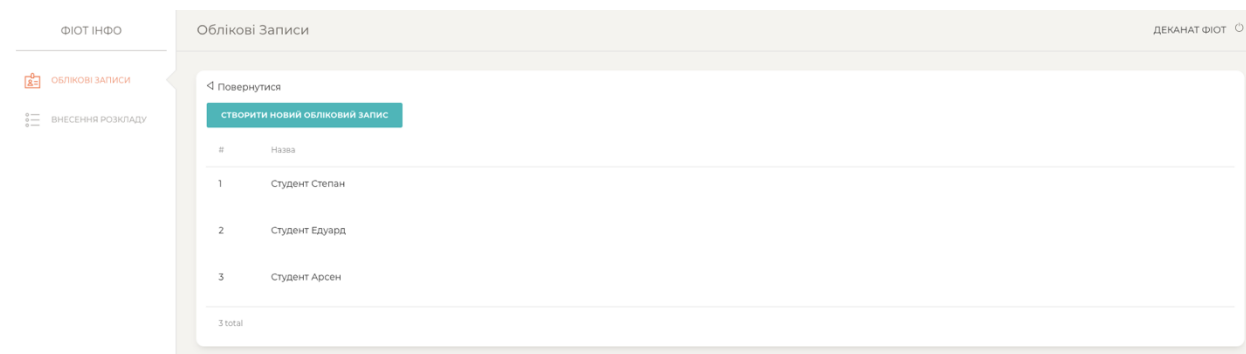 ФІОТ ІНФО
Облікові Записи
ДЕКАНАТ ФІОТ
ОБЛІКОВІ ЗАПИСИ
ВНЕСЕННЯ РОЗКЛАДУ
Повернутися
СТВОРИТИ НОВИЙ ОБЛІКОВИЙ ЗАПИС
# Назва
1 Студент Степан
2 Студент Едуард
3 Студент Арсен
3 total